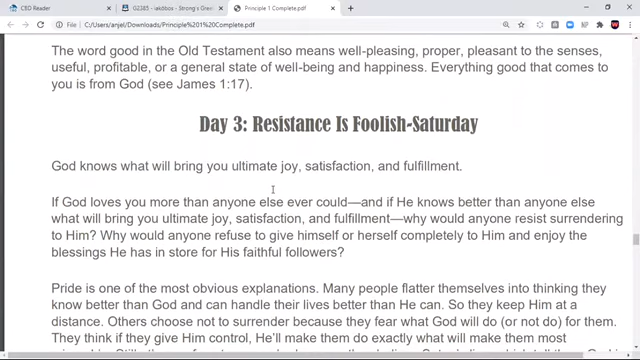 CBD Reader
G2385 - iakōbos - Strong's Gree
Principle 1 Complete.pdf
File | C:/Users/anjel/Downloads/Principle%201%20Complete.pdf
The word good in the Old Testament also means well-pleasing, proper, pleasant to the senses,
useful, profitable, or a general state of well-being and happiness. Everything good that comes to
you is from God (see James 1:17).
Day 3: Resistance Is Foolish-Saturday
God knows what will bring you ultimate joy, satisfaction, and fulfillment.
If God loves you more than anyone else ever could—and if He knows better than anyone else
what will bring you ultimate joy, satisfaction, and fulfillment—why would anyone resist surrendering
to Him? Why would anyone refuse to give himself or herself completely to Him and enjoy the
blessings He has in store for His faithful followers?
Pride is one of the most obvious explanations. Many people flatter themselves into thinking they
know better than God and can handle their lives better than He can. So they keep Him at a
distance. Others choose not to surrender because they fear what God will do (or not do) for them.
They think if they give Him control, He'll make them do exactly what will make them most